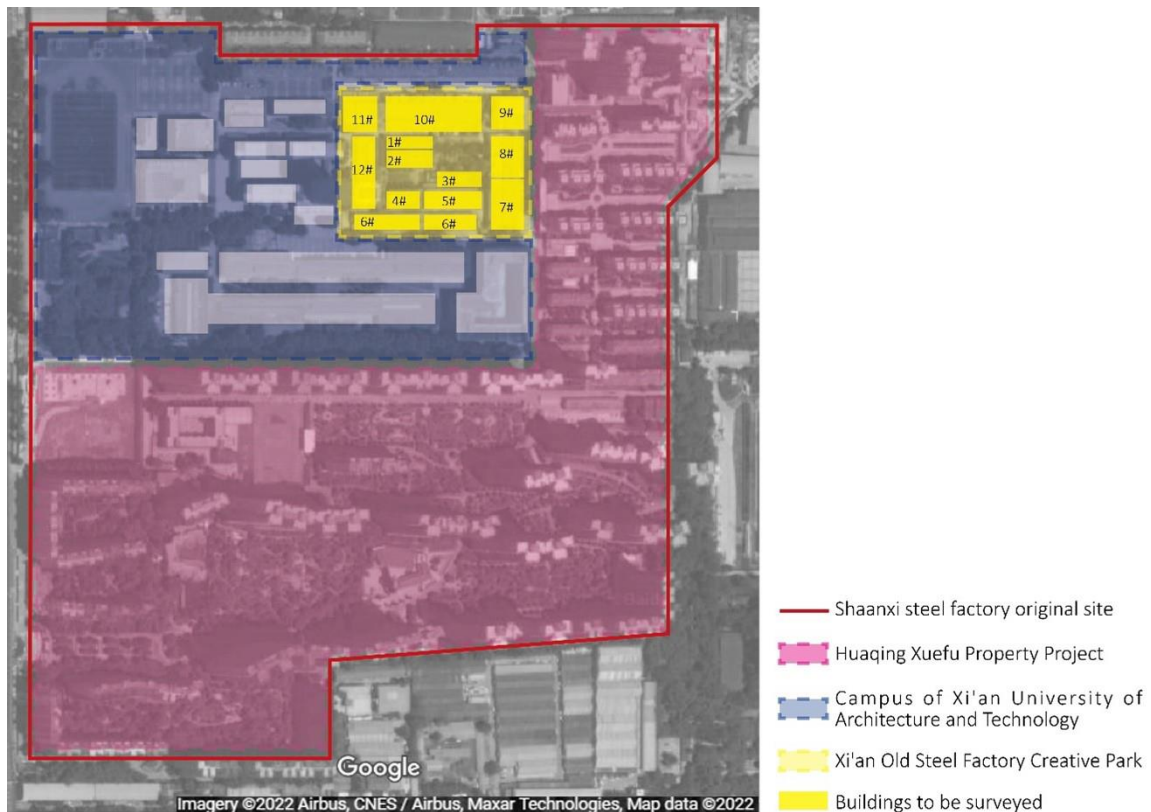 11#
10#
9#
1#
2#
8#
12#
3#
4#
5#
7#
6#
6#
Shaanxi steel factory original site
Huaqing Xuefu Property Project
Campus of Xi'an University of
Architecture and Technology
Xi'an Old Steel Factory Creative Park
Buildings to be surveyed
Google
Imagery ©2022 Airbus, CNES / Airbus, Maxar Technologies, Map data ©2022